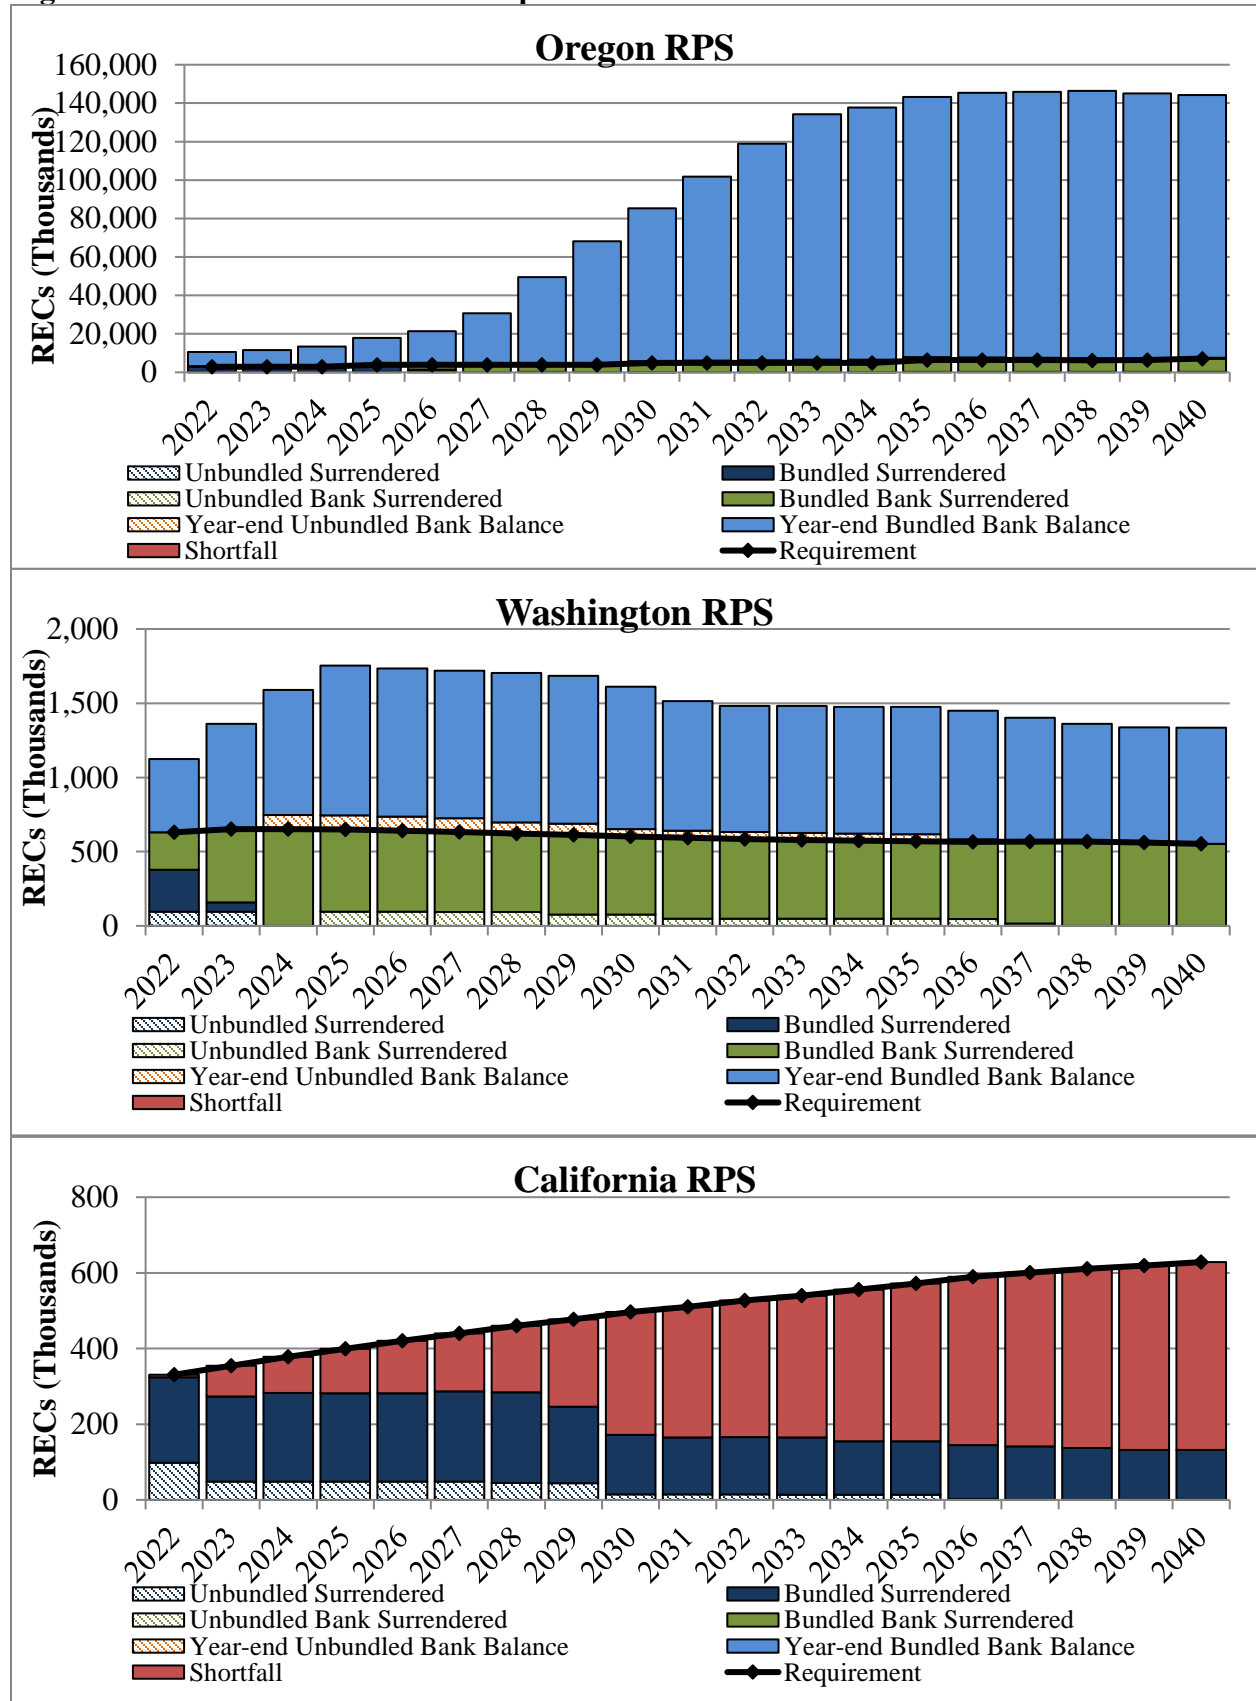 Oregon RPS
160,000
140,000
120,000
100,000
80,000
60,000
40,000
20,000
0
RECs (Thousands)
2022 2023 2024 2025 2026 2027 2028 2029 2030 2031 2032 2033 2034 2035 2036 2037 2038 2039 2040
Unbundled Surrendered Bundled Surrendered
Unbundled Bank Surrendered Bundled Bank Surrendered
Year-end Unbundled Bank Balance Year-end Bundled Bank Balance
Shortfall Requirement
Washington RPS
2,000
1,500
1,000
500
0
RECs (Thousands)
2022 2023 2024 2025 2026 2027 2028 2029 2030 2031 2032 2033 2034 2035 2036 2037 2038 2039 2040
Unbundled Surrendered Bundled Surrendered
Unbundled Bank Surrendered Bundled Bank Surrendered
Year-end Unbundled Bank Balance Year-end Bundled Bank Balance
Shortfall Requirement
California RPS
800
600
400
200
0
RECs (Thousands)
2022 2023 2024 2025 2026 2027 2028 2029 2030 2031 2032 2033 2034 2035 2036 2037 2038 2039 2040
Unbundled Surrendered Bundled Surrendered
Unbundled Bank Surrendered Bundled Bank Surrendered
Year-end Unbundled Bank Balance Year-end Bundled Bank Balance
Shortfall Requirement